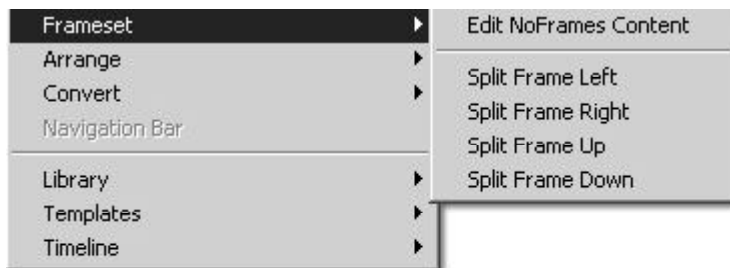 Frameset
Arrange
Convert
Navigation Bar
Library
Templates
Timeline
Edit NoFrames Content
Split Frame Left
Split Frame Right
Split Frame Up
Split Frame Down